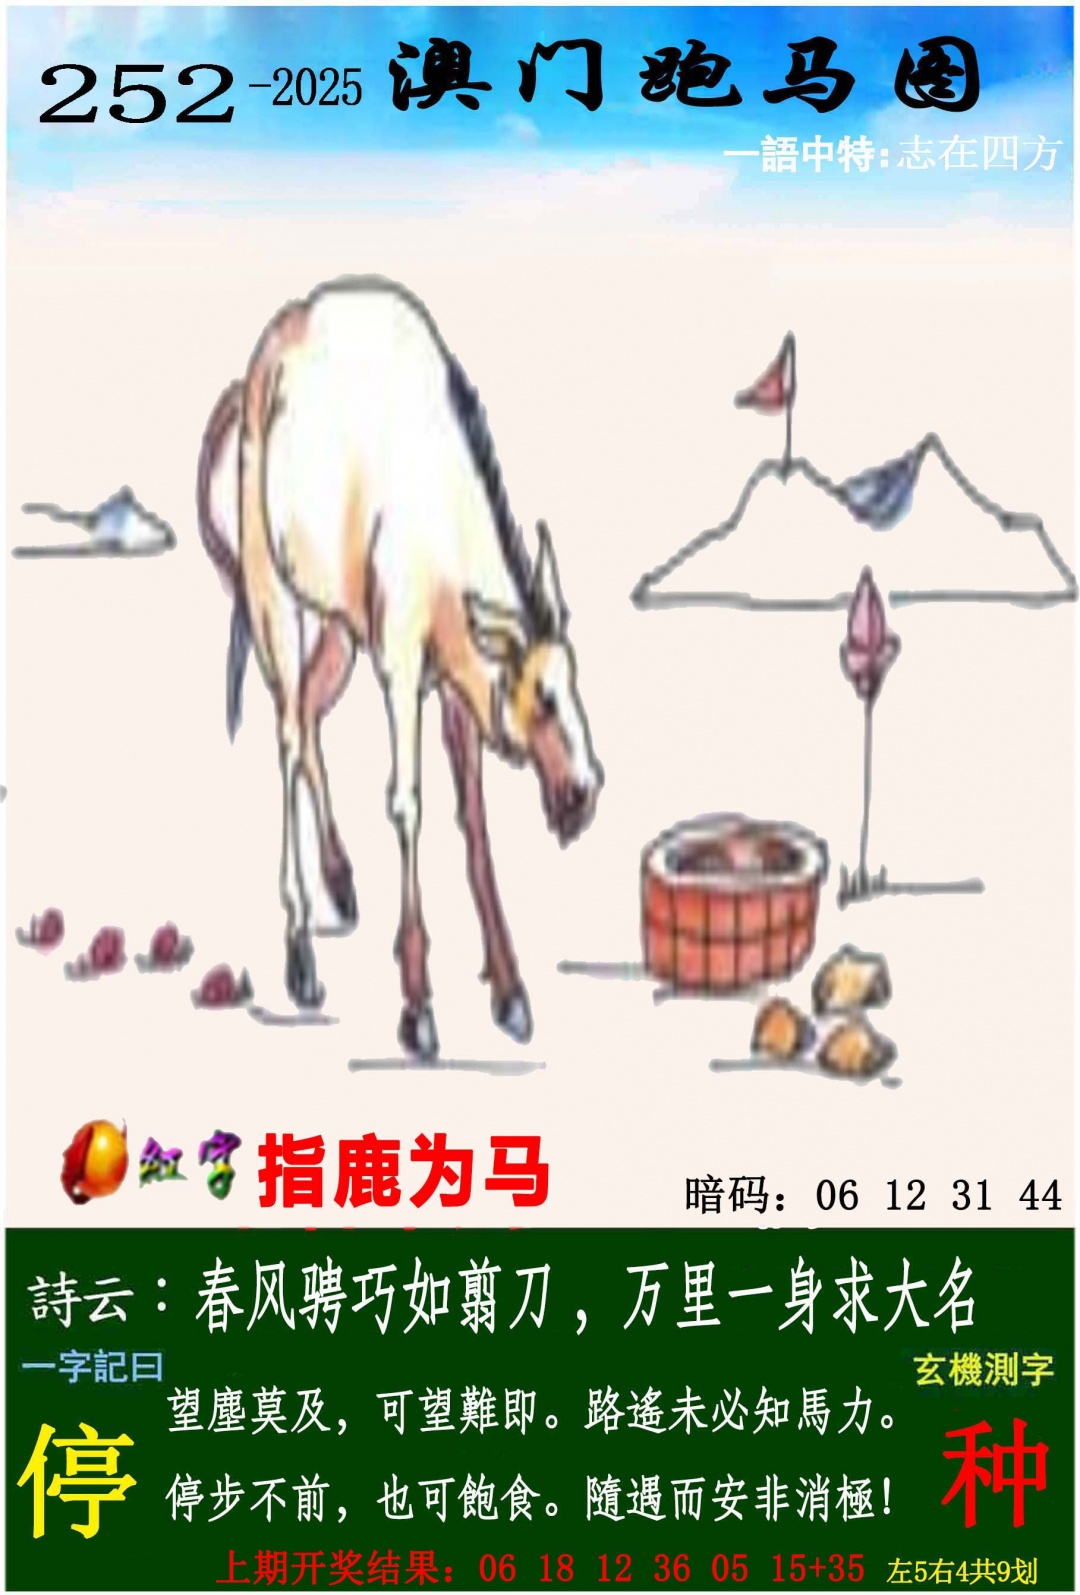 252-2025 澳门跑马图
一語中特:志在四方
红字 指鹿为马
暗码：06 12 31 44
詩云：春风骋巧如翦刀，万里一身求大名
一字記曰
玄機測字
停
种
望塵莫及，可望難即。路遙未必知馬力。
停步不前，也可飽食。隨遇而安非消極！
上期开奖结果：06 18 12 36 05 15+35 左5右4共9划